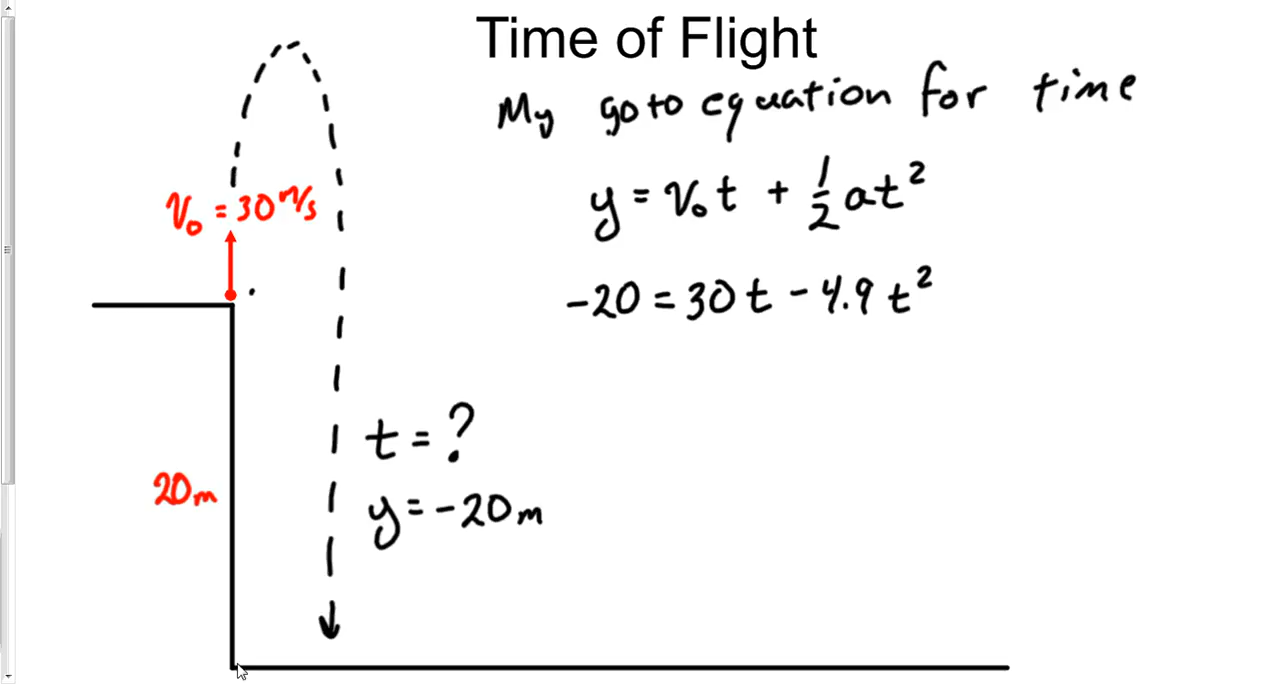 Time of Flight
My go to equation for time
y = v₀t + ½at²
-20 = 30t - 4.9t²
V₀ = 30 m/s
t = ?
20m
y = -20m